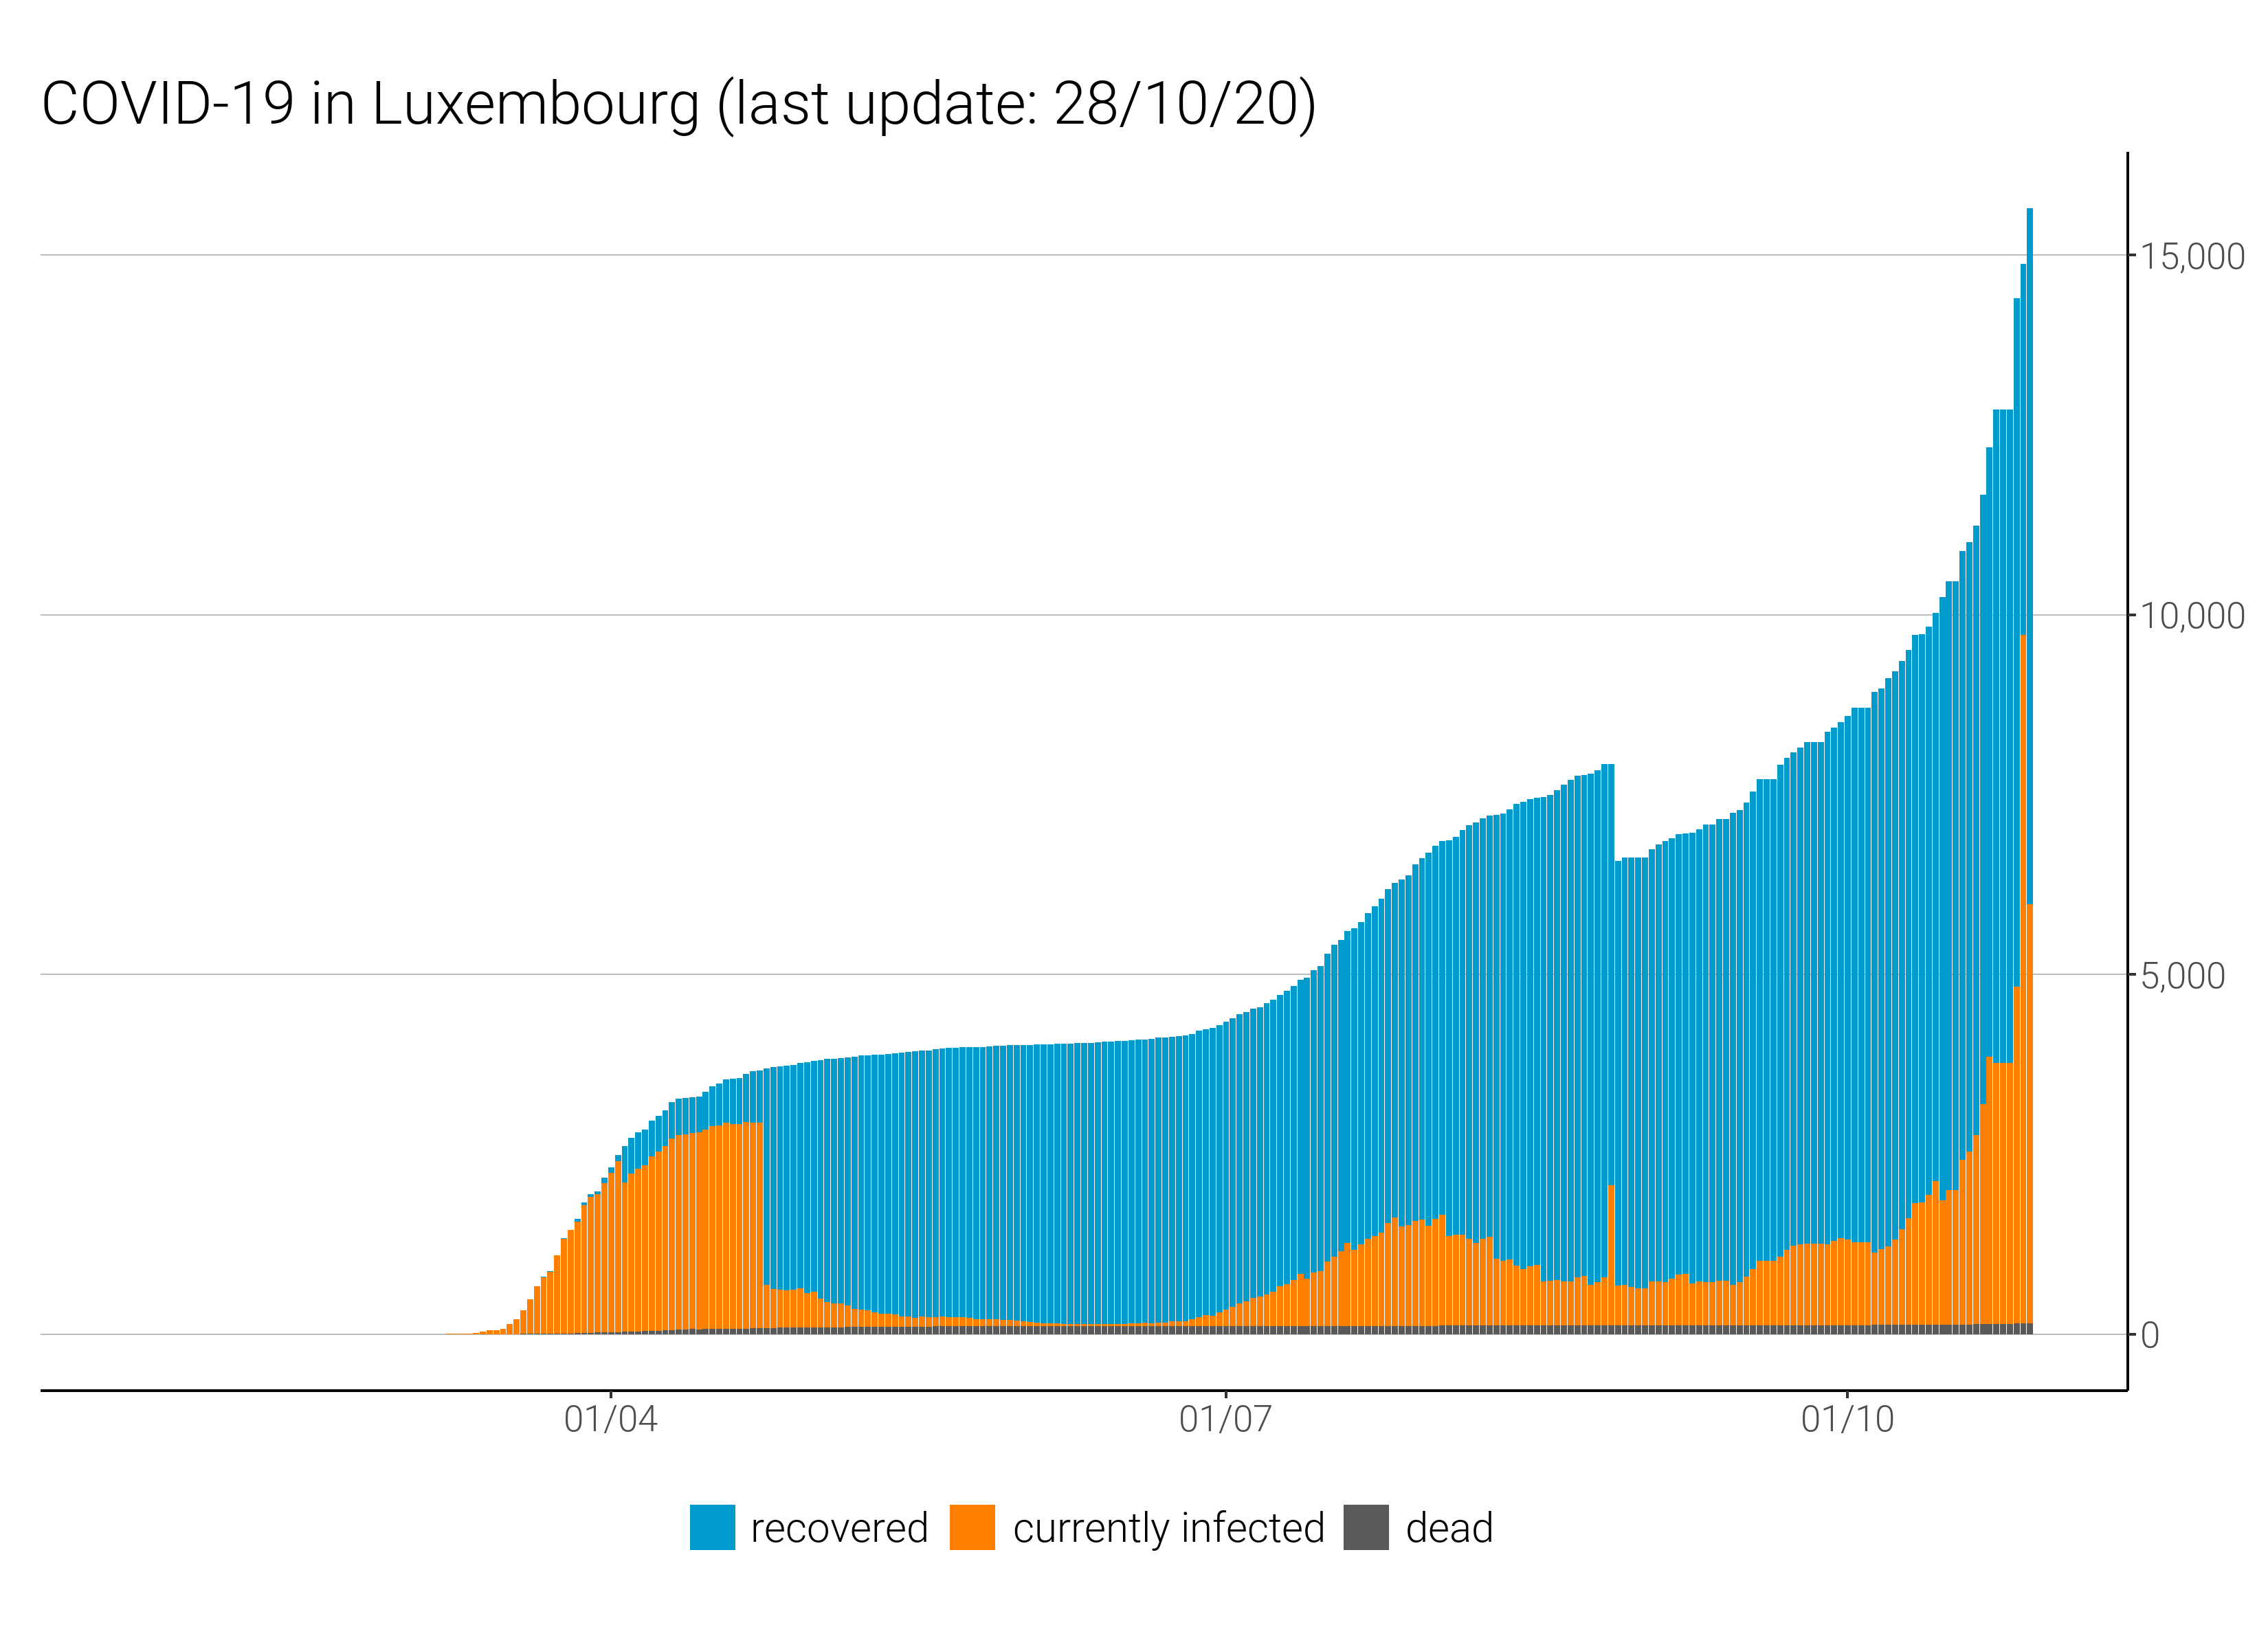 COVID-19 in Luxembourg (last update: 28/10/20)
15,000
10,000
5,000
0
01/04 01/07 01/10
recovered currently infected dead